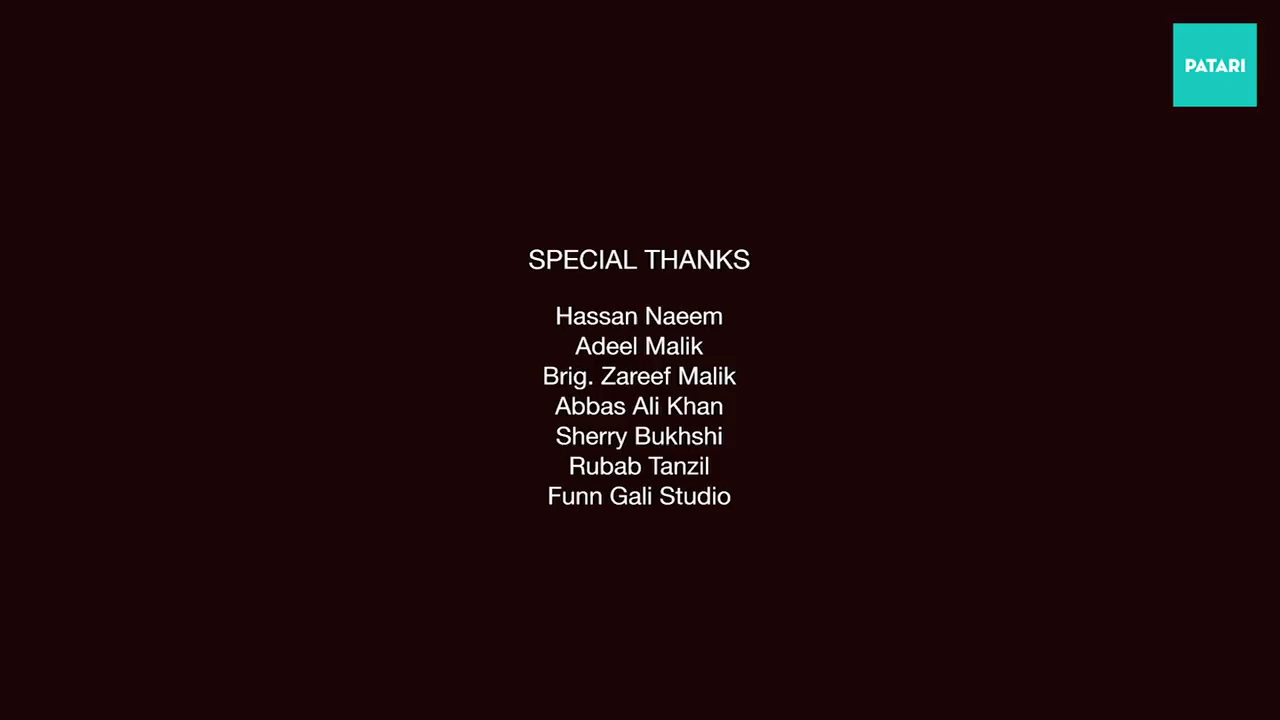 PATARI
SPECIAL THANKS
Hassan Naeem
Adeel Malik
Brig. Zareef Malik
Abbas Ali Khan
Sherry Bukhshi
Rubab Tanzil
Funn Gali Studio